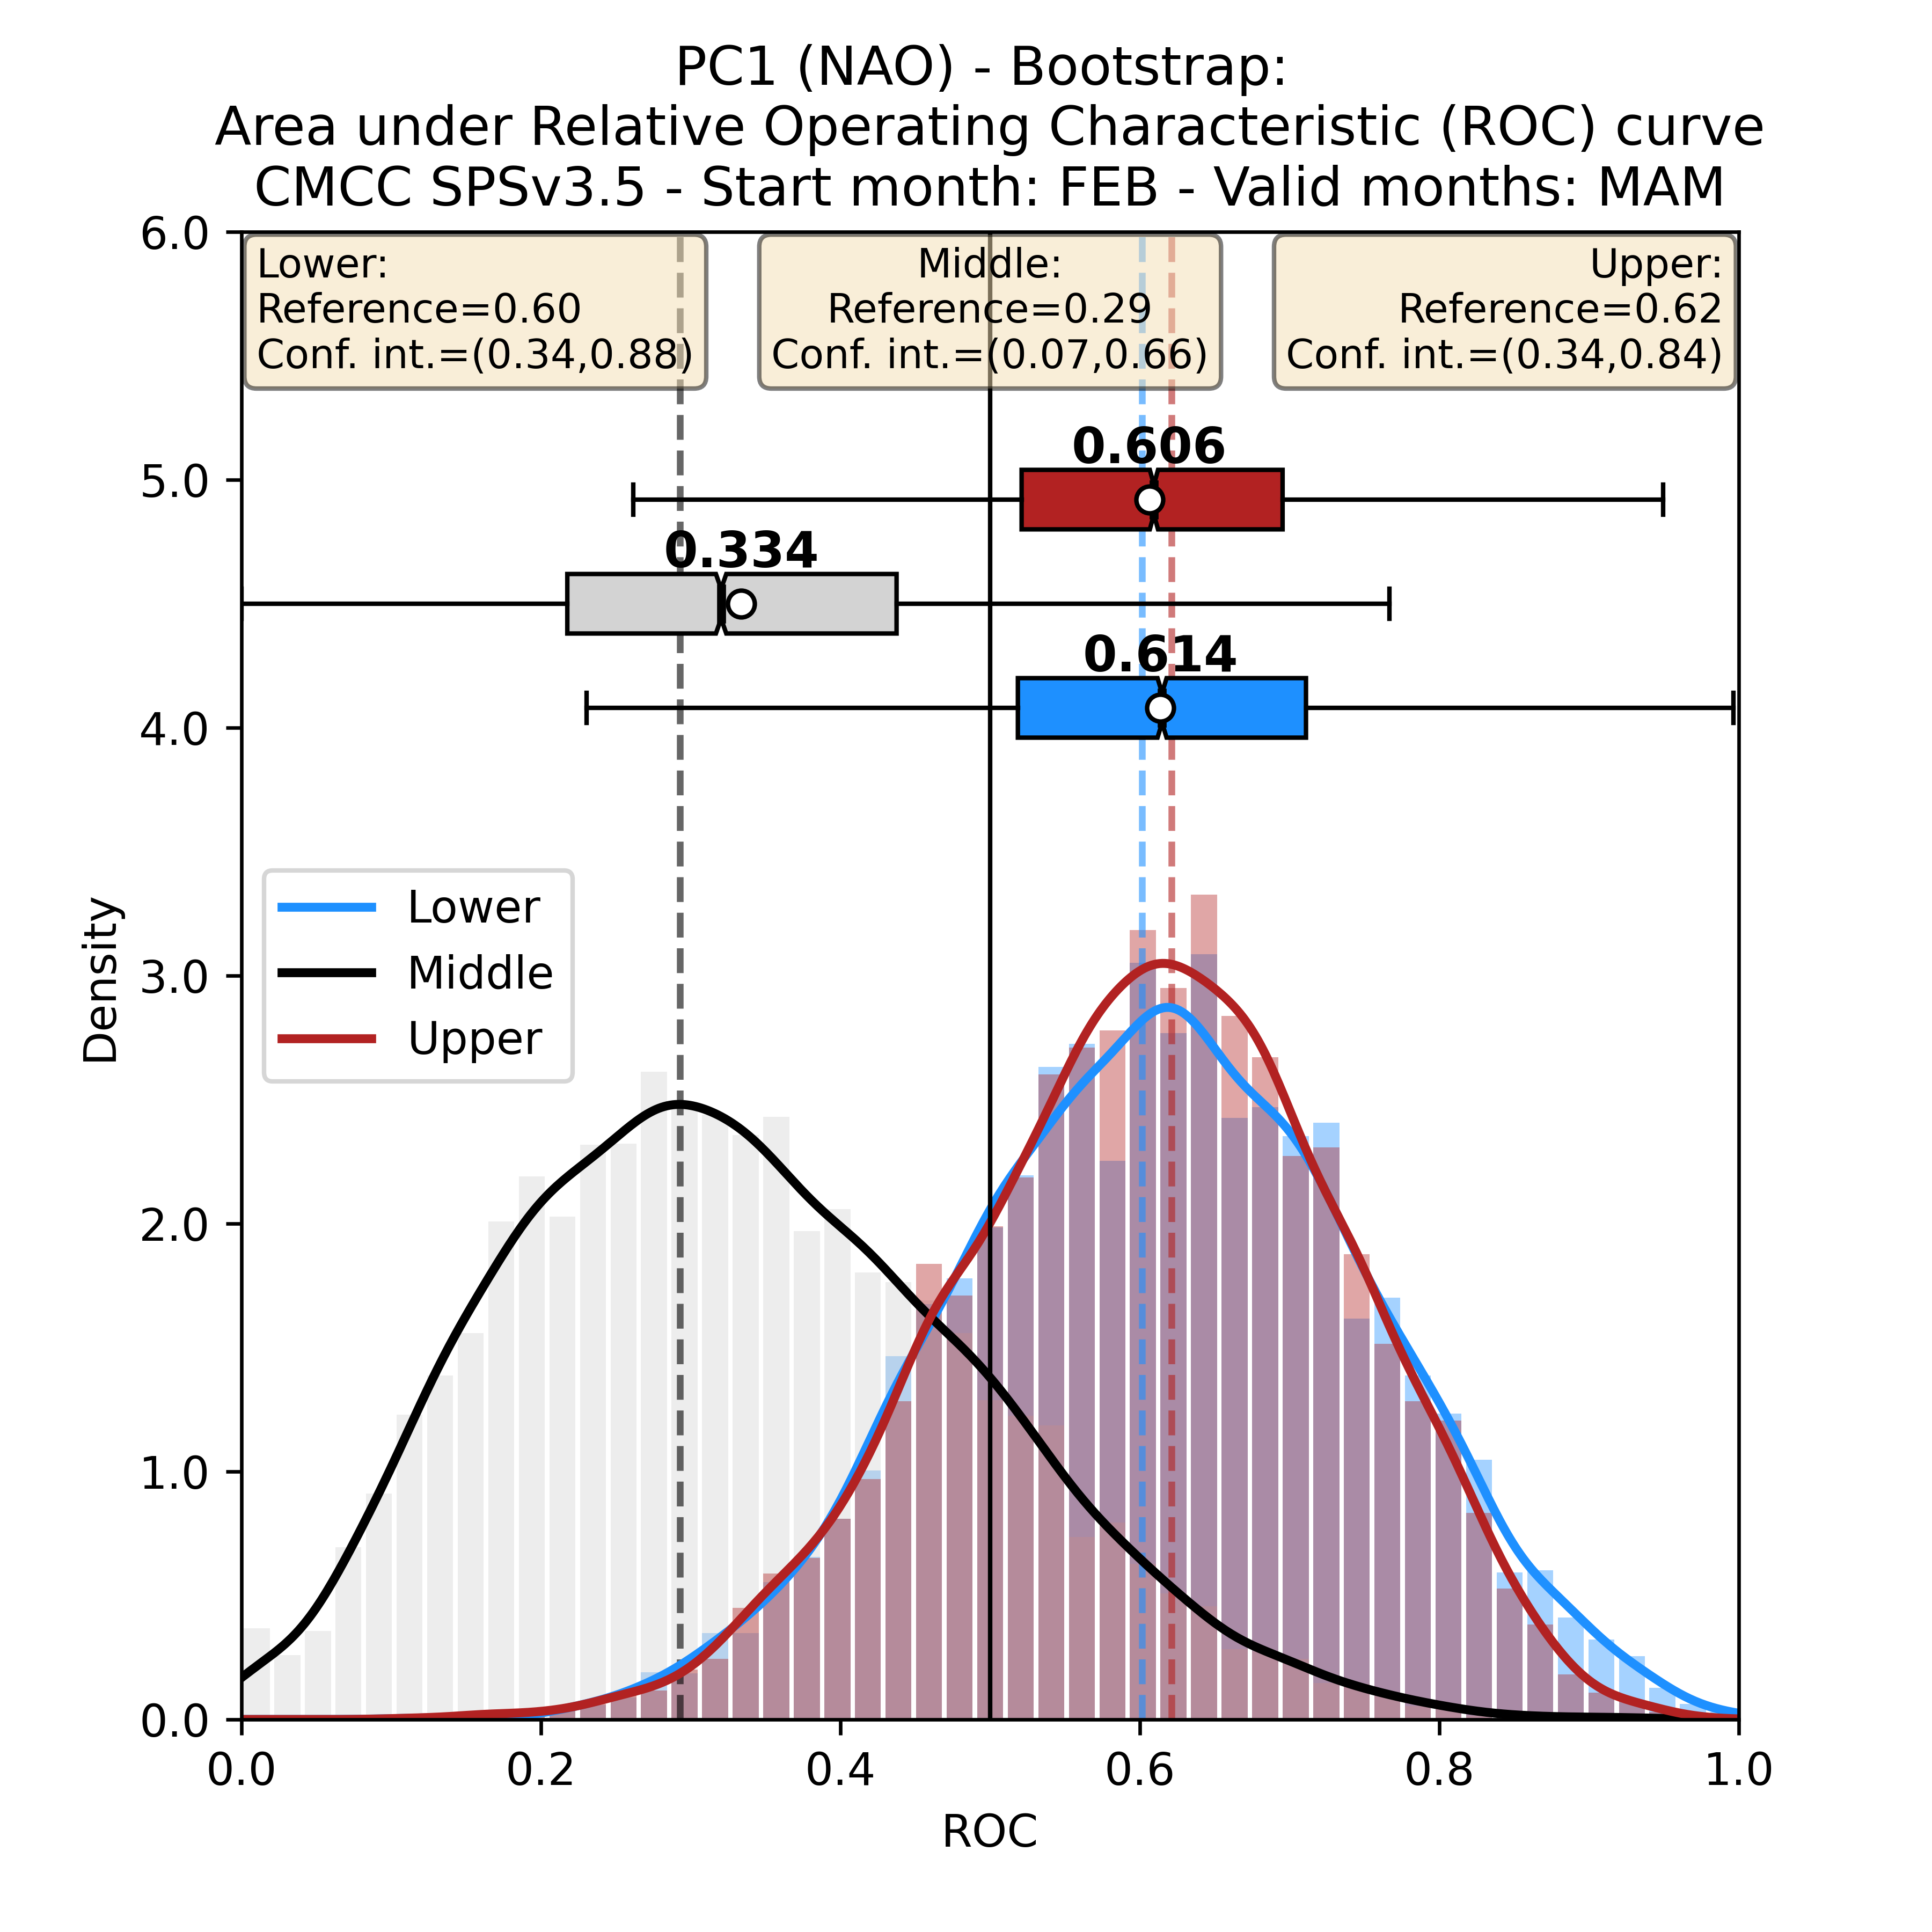 PC1 (NAO) - Bootstrap:
Area under Relative Operating Characteristic (ROC) curve
CMCC SPSv3.5 - Start month: FEB - Valid months: MAM
Lower:
Reference=0.60
Conf. int.=(0.34,0.88)
Middle:
Reference=0.29
Conf. int.=(0.07,0.66)
Upper:
Reference=0.62
Conf. int.=(0.34,0.84)
0.606
0.334
0.614
Lower
Middle
Upper
Density
6.0
5.0
4.0
3.0
2.0
1.0
0.0
0.0 0.2 0.4 0.6 0.8 1.0
ROC